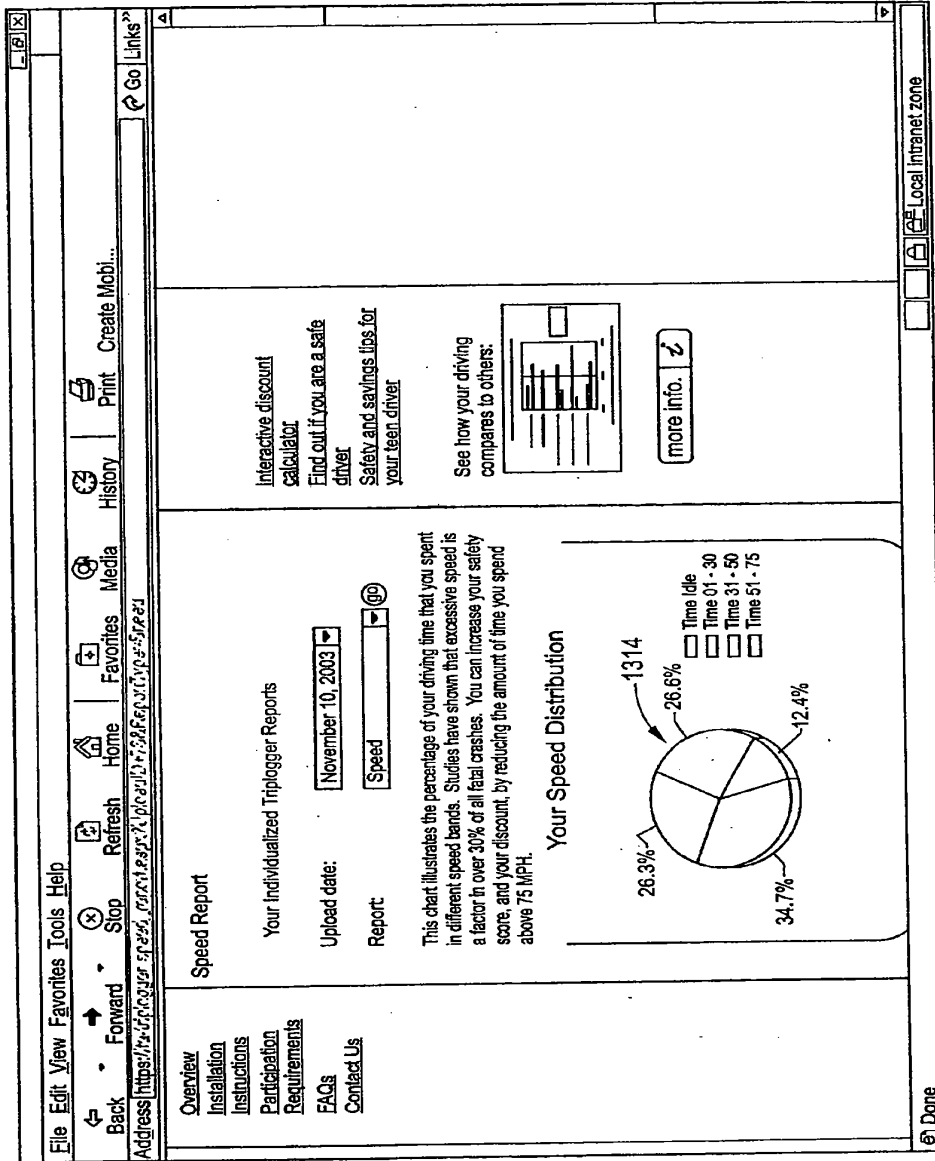 File Edit View Favorites Tools Help
Back Forward Stop Refresh Home Favorites Media History Print Create Mobi...
Address https:// Go Links»
Overview
Installation
Instructions
Participation
Requirements
FAQs
Contact Us
Speed Report
Your Individualized Triplogger Reports
Upload date: November 10, 2003
Report: Speed go
This chart illustrates the percentage of your driving time that you spent
in different speed bands. Studies have shown that excessive speed is
a factor in over 30% of all fatal crashes. You can increase your safety
score, and your discount, by reducing the amount of time you spend
above 75 MPH.
Your Speed Distribution
1314
26.3%
26.6%
34.7%
12.4%
Time Idle
Time 01 - 30
Time 31 - 50
Time 51 - 75
Interactive discount
calculator
Find out if you are a safe
driver
Safety and savings tips for
your teen driver
See how your driving
compares to others:
more info. i
Done
Local intranet zone